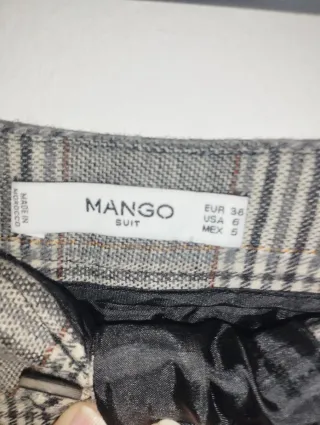 MADE IN
MOROCCO
MANGO
SUIT
EUR 36
USA 6
MEX 5